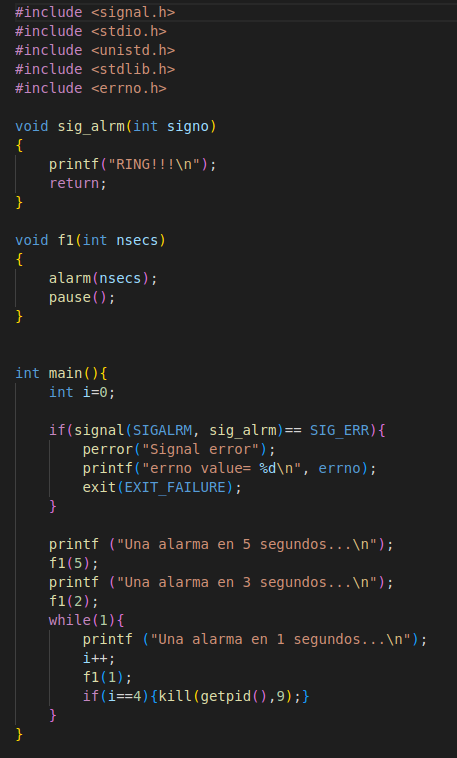 #include <signal.h>
#include <stdio.h>
#include <unistd.h>
#include <stdlib.h>
#include <errno.h>

void sig_alrm(int signo)
{
    printf("RING!!!\n");
    return;
}

void f1(int nsecs)
{
    alarm(nsecs);
    pause();
}


int main(){
    int i=0;

    if(signal(SIGALRM, sig_alrm)== SIG_ERR){
        perror("Signal error");
        printf("errno value= %d\n", errno);
        exit(EXIT_FAILURE);
    }

    printf ("Una alarma en 5 segundos...\n");
    f1(5);
    printf ("Una alarma en 3 segundos...\n");
    f1(2);
    while(1){
        printf ("Una alarma en 1 segundos...\n");
        i++;
        f1(1);
        if(i==4){kill(getpid(),9);}
    }
}